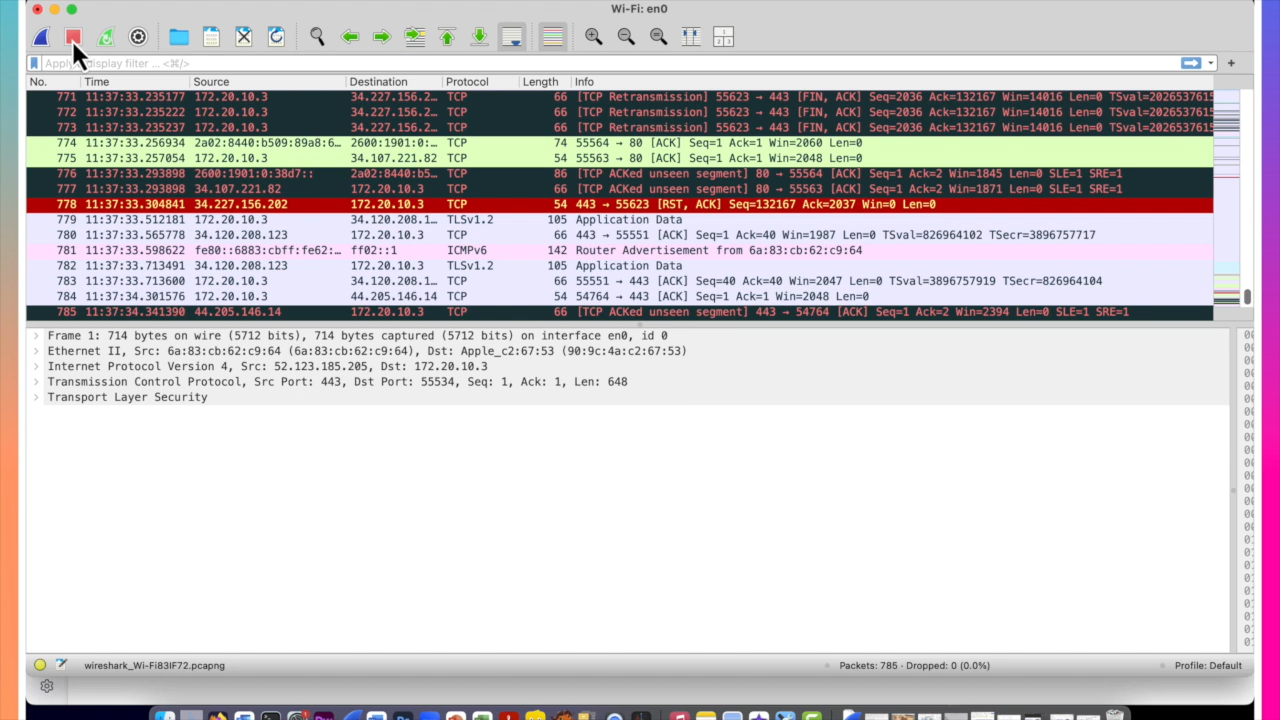 Wi-Fi: en0
Apply display filter ... <⌘/>
No. Time Source Destination Protocol Length Info
771 11:37:33.235177 172.20.10.3 34.227.156.2… TCP 66 [TCP Retransmission] 55623 → 443 [FIN, ACK] Seq=2036 Ack=132167 Win=14016 Len=0 TSval=2026537615
772 11:37:33.235222 172.20.10.3 34.227.156.2… TCP 66 [TCP Retransmission] 55623 → 443 [FIN, ACK] Seq=2036 Ack=132167 Win=14016 Len=0 TSval=2026537615
773 11:37:33.235237 172.20.10.3 34.227.156.2… TCP 66 [TCP Retransmission] 55623 → 443 [FIN, ACK] Seq=2036 Ack=132167 Win=14016 Len=0 TSval=2026537615
774 11:37:33.256934 2a02:8440:b509:89a8:6… 2600:1901:0:… TCP 74 55564 → 80 [ACK] Seq=1 Ack=1 Win=2060 Len=0
775 11:37:33.257054 172.20.10.3 34.107.221.82 TCP 54 55563 → 80 [ACK] Seq=1 Ack=1 Win=2048 Len=0
776 11:37:33.293898 2600:1901:0:38d7:: 2a02:8440:b5… TCP 86 [TCP ACKed unseen segment] 80 → 55564 [ACK] Seq=1 Ack=2 Win=1845 Len=0 SLE=1 SRE=1
777 11:37:33.293898 34.107.221.82 172.20.10.3 TCP 66 [TCP ACKed unseen segment] 80 → 55563 [ACK] Seq=1 Ack=2 Win=1871 Len=0 SLE=1 SRE=1
778 11:37:33.304841 34.227.156.202 172.20.10.3 TCP 54 443 → 55623 [RST, ACK] Seq=132167 Ack=2037 Win=0 Len=0
779 11:37:33.512181 172.20.10.3 34.120.208.1… TLSv1.2 105 Application Data
780 11:37:33.565778 34.120.208.123 172.20.10.3 TCP 66 443 → 55551 [ACK] Seq=1 Ack=40 Win=1987 Len=0 TSval=826964102 TSecr=3896757717
781 11:37:33.598622 fe80::6883:cbff:fe62:… ff02::1 ICMPv6 142 Router Advertisement from 6a:83:cb:62:c9:64
782 11:37:33.713491 34.120.208.123 172.20.10.3 TLSv1.2 105 Application Data
783 11:37:33.713600 172.20.10.3 34.120.208.1… TCP 66 55551 → 443 [ACK] Seq=40 Ack=40 Win=2047 Len=0 TSval=3896757919 TSecr=826964104
784 11:37:34.301576 172.20.10.3 44.205.146.14 TCP 54 54764 → 443 [ACK] Seq=1 Ack=1 Win=2048 Len=0
785 11:37:34.341390 44.205.146.14 172.20.10.3 TCP 66 [TCP ACKed unseen segment] 443 → 54764 [ACK] Seq=1 Ack=2 Win=2394 Len=0 SLE=1 SRE=1
Frame 1: 714 bytes on wire (5712 bits), 714 bytes captured (5712 bits) on interface en0, id 0
Ethernet II, Src: 6a:83:cb:62:c9:64 (6a:83:cb:62:c9:64), Dst: Apple_c2:67:53 (90:9c:4a:c2:67:53)
Internet Protocol Version 4, Src: 52.123.185.205, Dst: 172.20.10.3
Transmission Control Protocol, Src Port: 443, Dst Port: 55534, Seq: 1, Ack: 1, Len: 648
Transport Layer Security
wireshark_Wi-Fi83IF72.pcapng Packets: 785 · Dropped: 0 (0.0%) Profile: Default